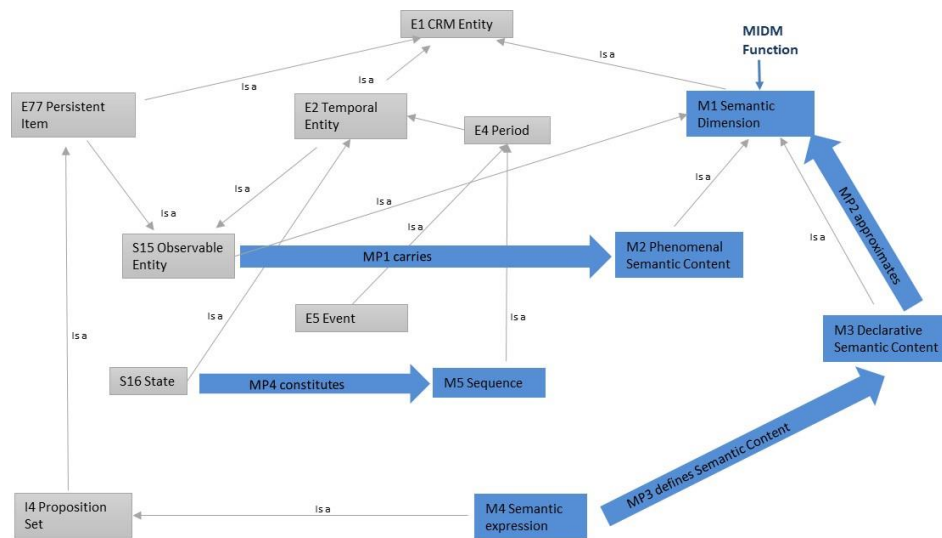 E1 CRM Entity
MIDM
Function
Is a
Is a
Is a
E77 Persistent
Item
E2 Temporal
Entity
M1 Semantic
Dimension
E4 Period
Is a
Is a
Is a
Is a
MP2 approximates
S15 Observable
Entity
MP1 carries
M2 Phenomenal
Semantic Content
Is a
Is a
E5 Event
Is a
Is a
Is a
M3 Declarative
Semantic Content
S16 State
MP4 constitutes
M5 Sequence
MP3 defines Semantic Content
I4 Proposition
Set
Is a
M4 Semantic
expression